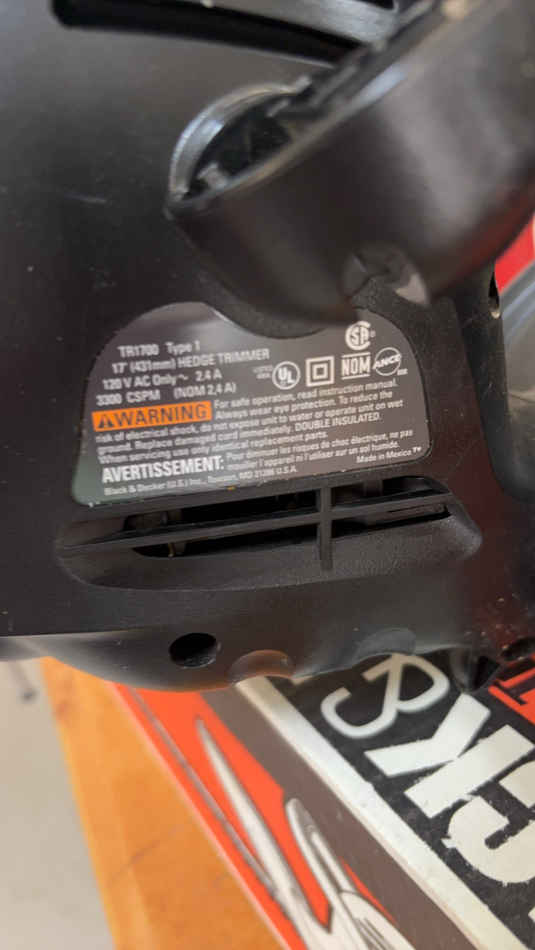 TR1700 Type 1
17" (431mm) HEDGE TRIMMER
120 V AC Only ~ 2.4 A
3300 CSPM (NOM 2,4 A)
LISTED
UL
SA
NOM
ANCE
WARNING For safe operation, read instruction manual.
Always wear eye protection. To reduce the
risk of electrical shock, do not expose unit to water or operate unit on wet
ground. Replace damaged cord immediately. DOUBLE INSULATED.
When servicing use only identical replacement parts.
AVERTISSEMENT: Pour diminuer les risques de choc électrique, ne pas
mouiller l'appareil ni l'utiliser sur un sol humide.
Black & Decker (U.S.) Inc., Towson, MD 21286 U.S.A.
Made in Mexico
&
CK